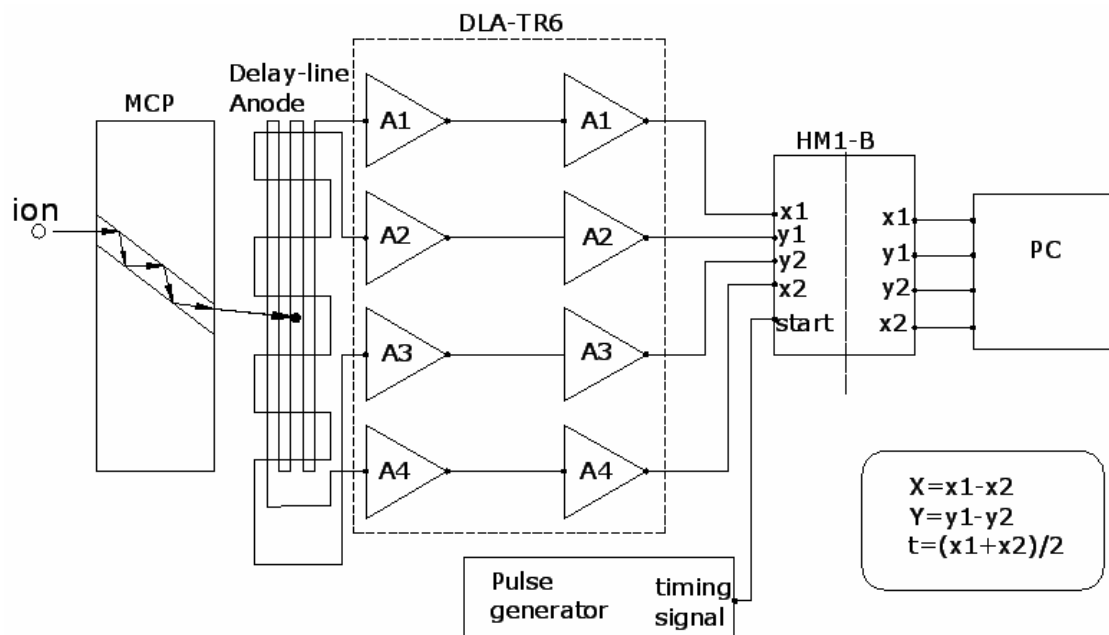 DLA-TR6
Delay-line
Anode
MCP
ion
A1
A1
A2
A2
A3
A3
A4
A4
HM1-B
x1
y1
y2
x2
start
x1
y1
y2
x2
PC
Pulse
generator
timing
signal
X=x1-x2
Y=y1-y2
t=(x1+x2)/2